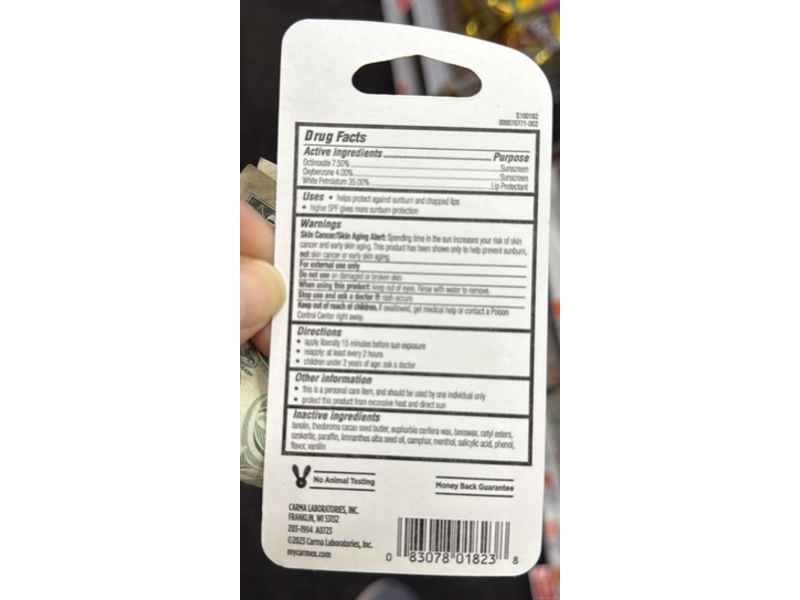 S160182
000070771-002
Drug Facts
Active ingredients Purpose
Octinoxate 7.50% Sunscreen
Oxybenzone 4.00% Sunscreen
White Petrolatum 35.00% Lip Protectant
Uses • helps protect against sunburn and chapped lips
• higher SPF gives more sunburn protection
Warnings
Skin Cancer/Skin Aging Alert: Spending time in the sun increases your risk of skin
cancer and early skin aging. This product has been shown only to help prevent sunburn,
not skin cancer or early skin aging.
For external use only
Do not use on damaged or broken skin
When using this product: keep out of eyes. Rinse with water to remove.
Stop use and ask a doctor if: rash occurs
Keep out of reach of children. If swallowed, get medical help or contact a Poison
Control Center right away.
Directions
• apply liberally 15 minutes before sun exposure
• reapply: at least every 2 hours
• children under 2 years of age: ask a doctor
Other information
• this is a personal care item, and should be used by one individual only
• protect this product from excessive heat and direct sun
Inactive ingredients
lanolin, theobroma cacao seed butter, euphorbia cerifera wax, beeswax, cetyl esters,
ozokerite, paraffin, limnanthes alba seed oil, camphor, menthol, salicylic acid, phenol,
flavor, vanillin
No Animal Testing
Money Back Guarantee
CARMA LABORATORIES, INC.
FRANKLIN, WI 53132
203-1994 A0723
©2023 Carma Laboratories, Inc.
mycarmex.com
0 83078 01823 8